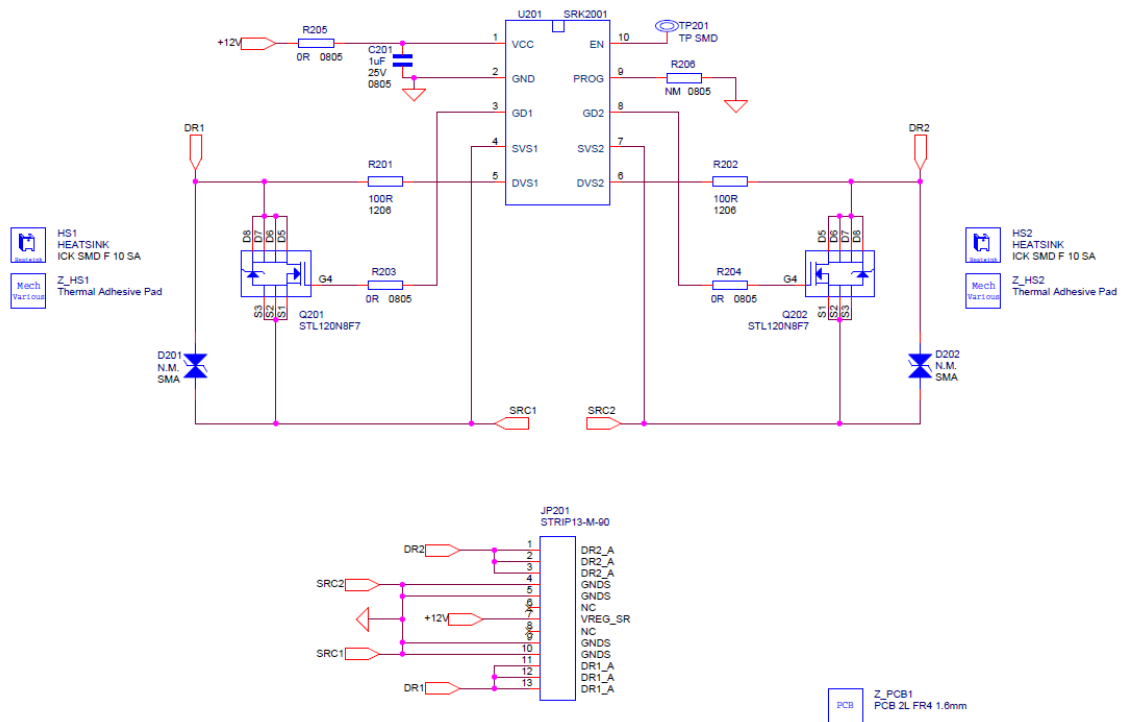 U201 SRK2001
R205
+12V
0R 0805
C201
1uF
25V
0805
1 VCC
2 GND
3 GD1
4 SVS1
5 DVS1
EN 10
PROG 9
GD2 8
SVS2 7
DVS2 6
TP201
TP SMD
R206
NM 0805
DR1
DR2
R201
100R
1206
R202
100R
1206
HS1
HEATSINK
ICK SMD F 10 SA
Heatsink
Mech
Various
Z_HS1
Thermal Adhesive Pad
D8
D7
D6
D5
G4
S3
S2
S1
R203
0R 0805
Q201
STL120N8F7
D201
N.M.
SMA
R204
0R 0805
G4
D5
D6
D7
D8
S1
S2
S3
Q202
STL120N8F7
D202
N.M.
SMA
HS2
HEATSINK
ICK SMD F 10 SA
Heatsink
Mech
Various
Z_HS2
Thermal Adhesive Pad
SRC1
SRC2
JP201
STRIP13-M-90
DR2
SRC2
+12V
SRC1
DR1
1 DR2_A
2 DR2_A
3 DR2_A
4 GNDS
5 GNDS
6 NC
7 VREG_SR
8 NC
9 GNDS
10 GNDS
11 DR1_A
12 DR1_A
13 DR1_A
PCB
Z_PCB1
PCB 2L FR4 1.6mm